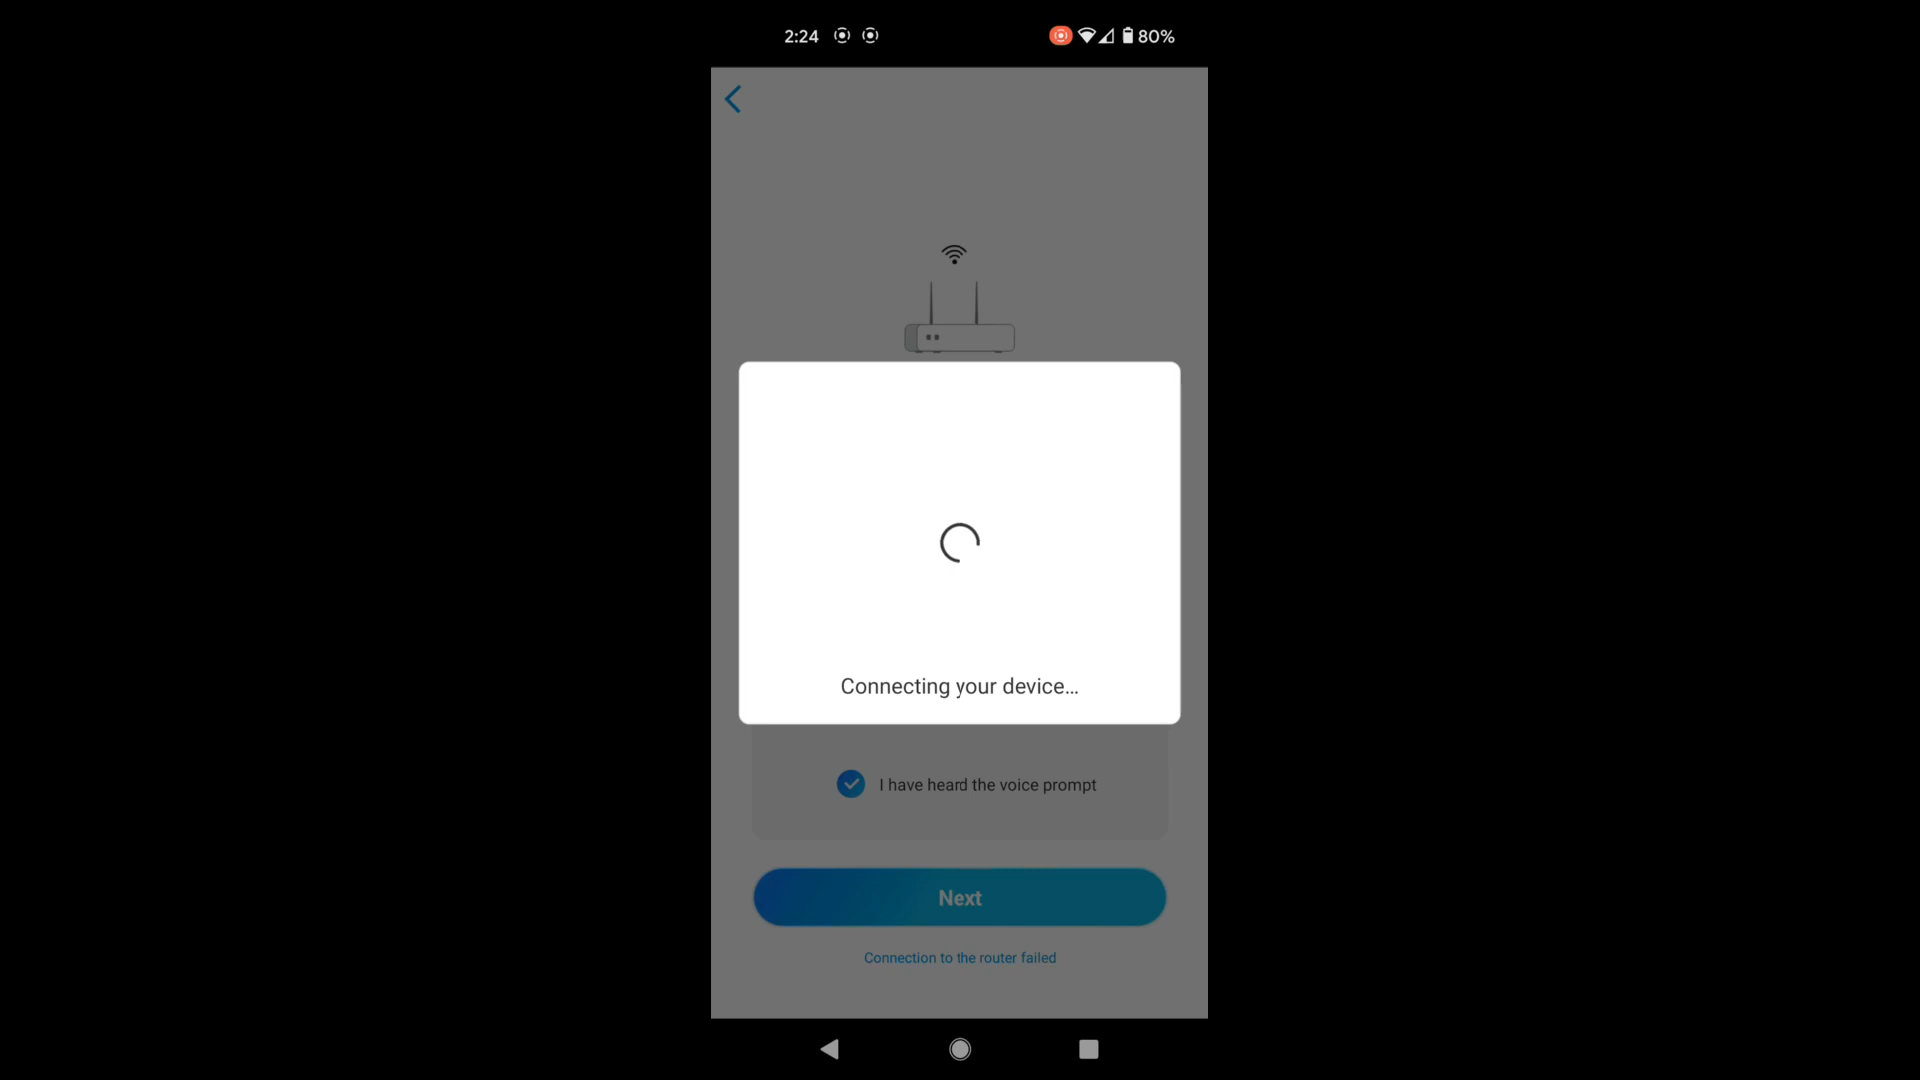 2:24
80%
Connecting your device...
I have heard the voice prompt
Next
Connection to the router failed